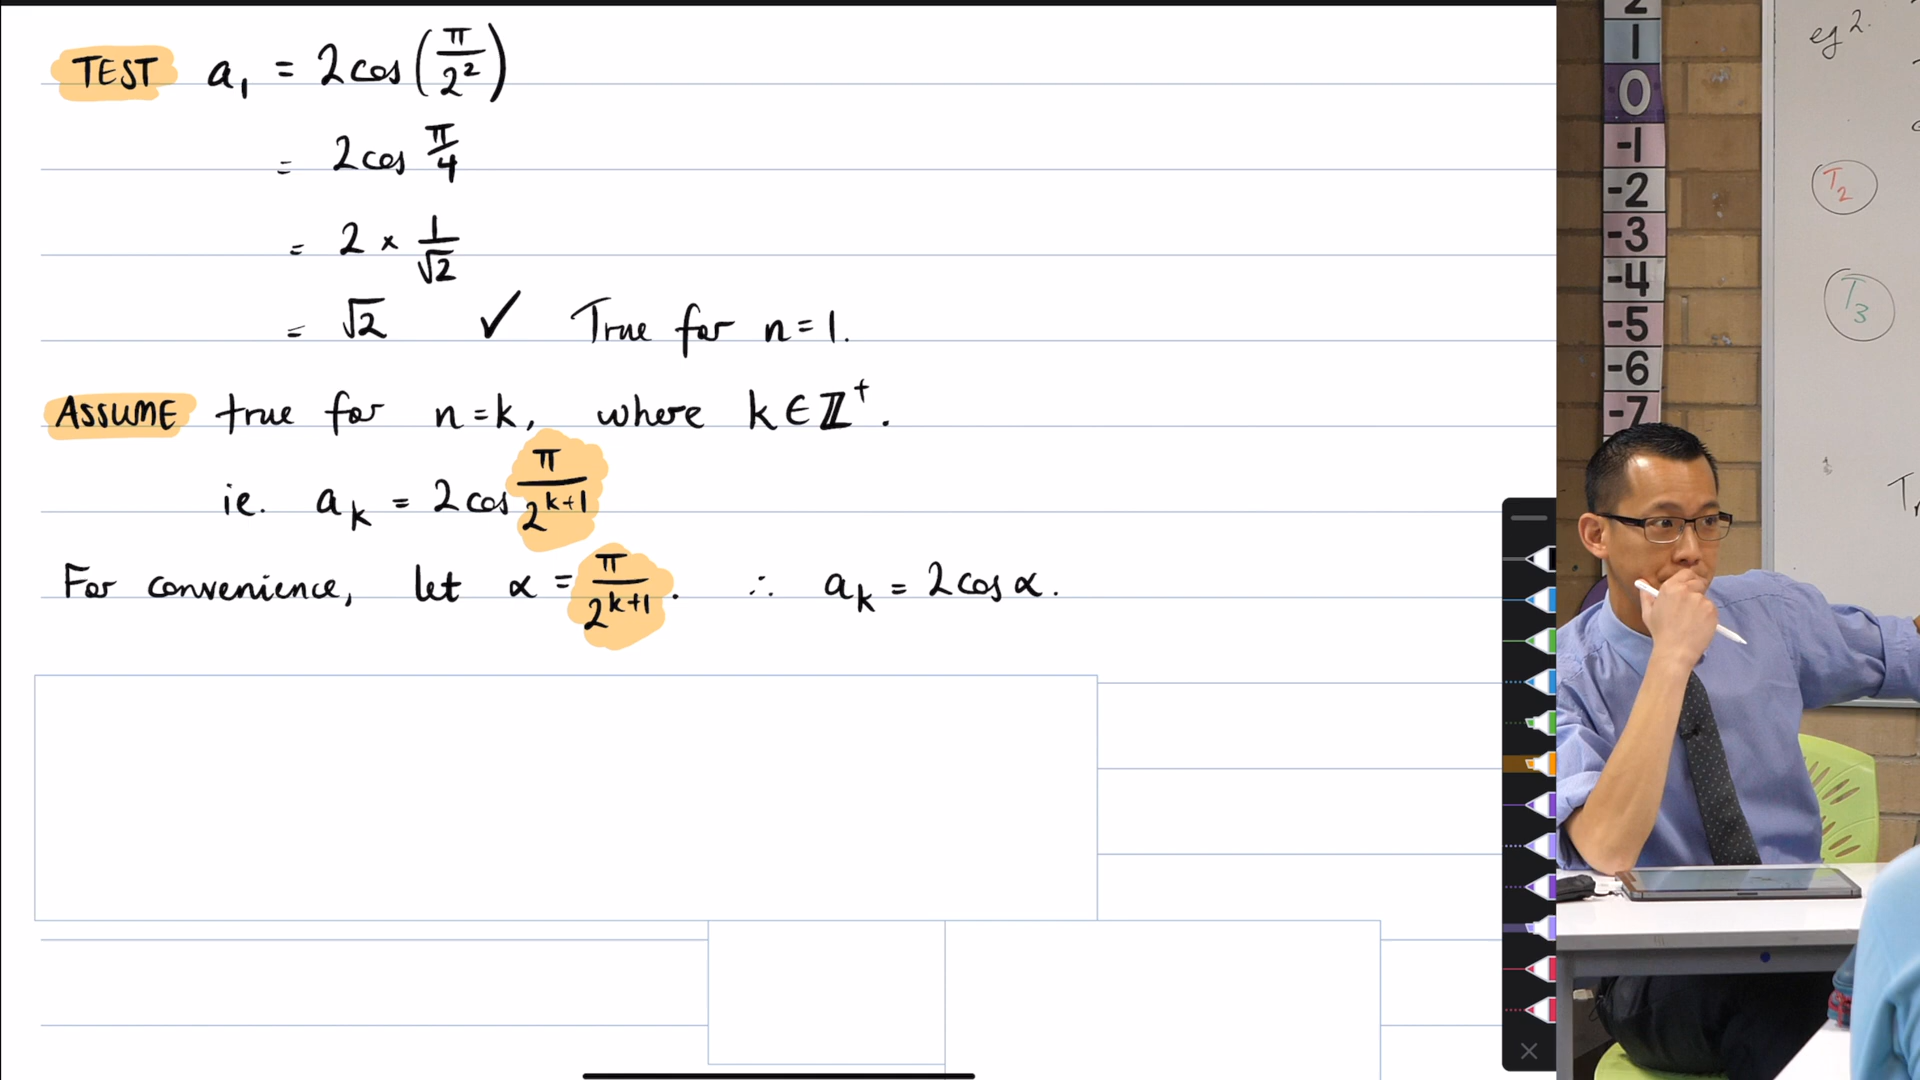 TEST a₁ = 2cos(π/2²)
= 2cos π/4
= 2 × 1/√2
= √2 ✓ True for n=1.
ASSUME true for n=k, where k∈ℤ⁺.
ie. aₖ = 2cos π/2ᵏ⁺¹
For convenience, let α = π/2ᵏ⁺¹. ∴ aₖ = 2cosα.
2
1
0
-1
-2
-3
-4
-5
-6
-7
eg 2.
T₂
T₃